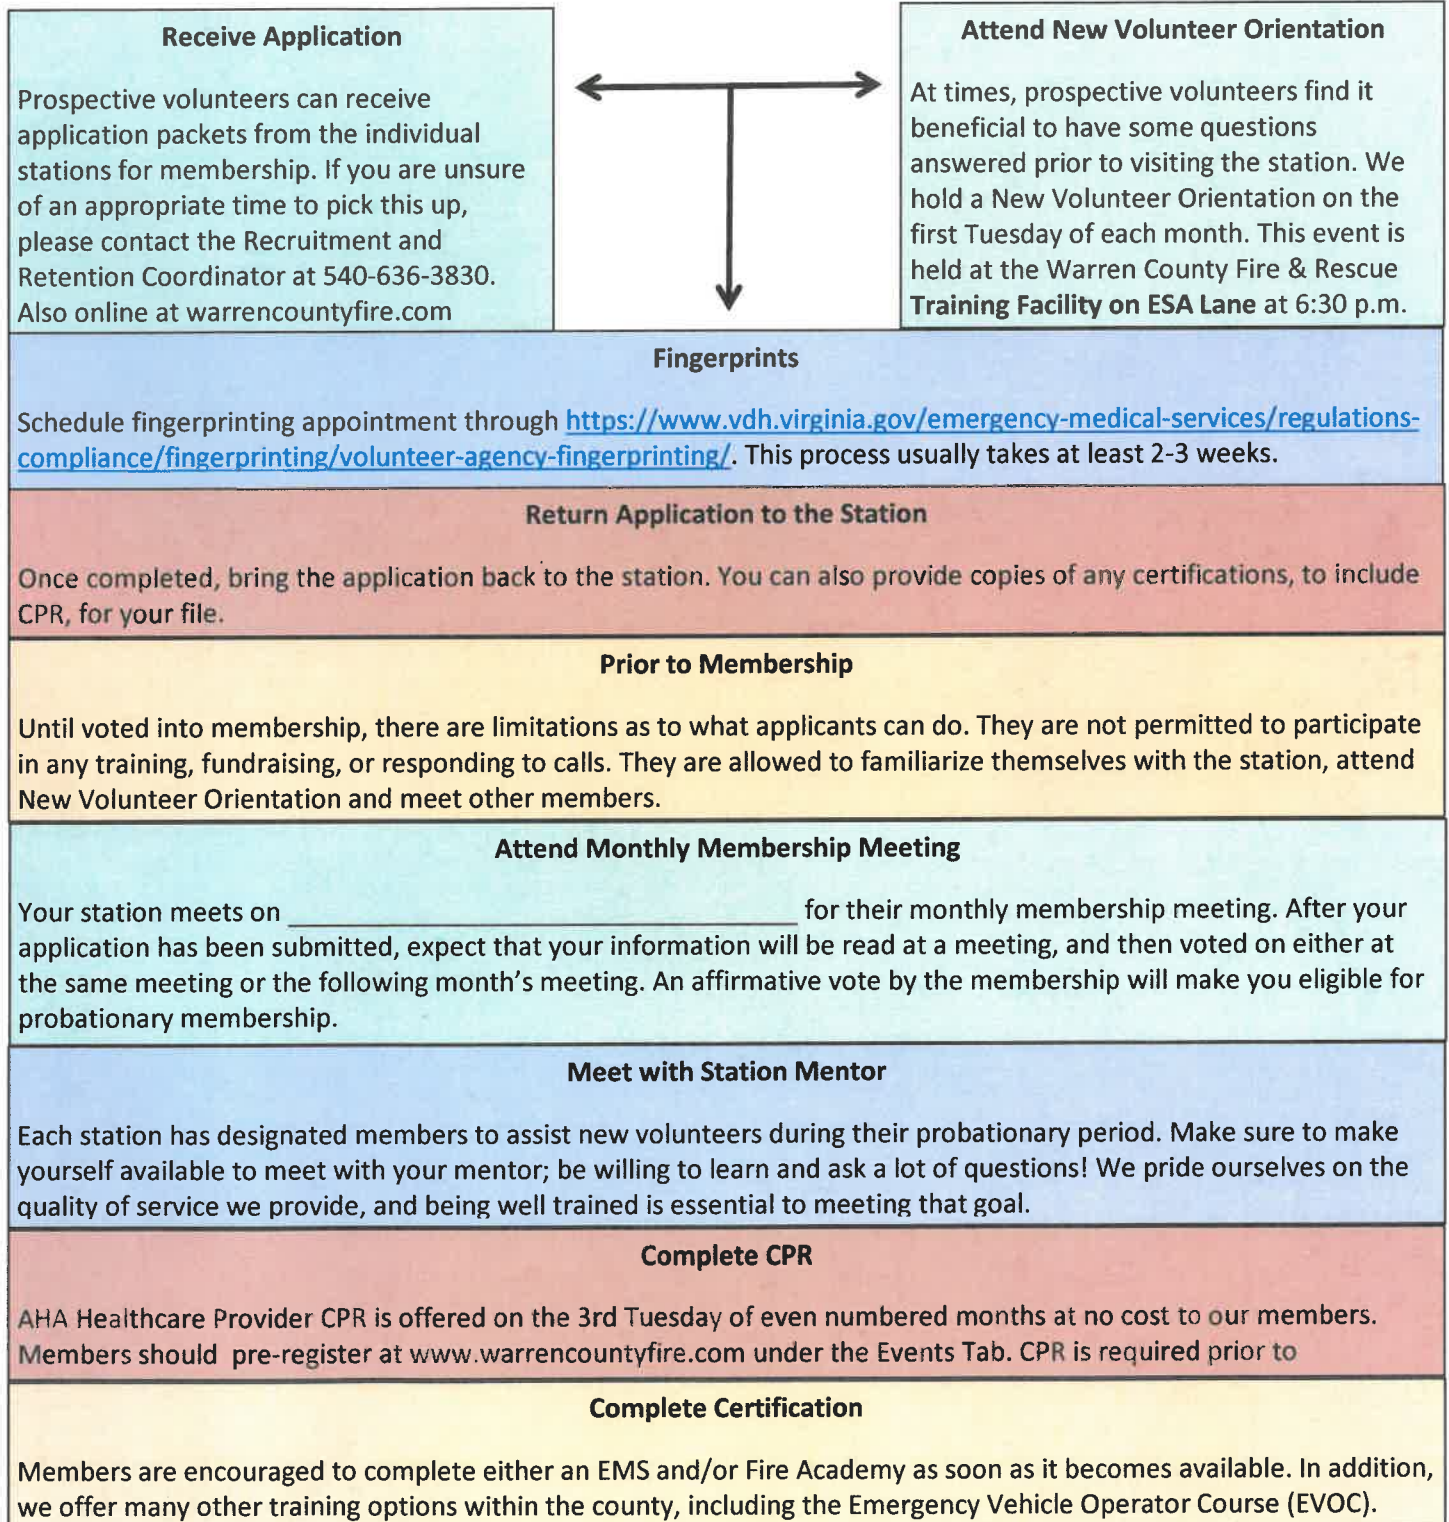 Receive Application
Prospective volunteers can receive
application packets from the individual
stations for membership. If you are unsure
of an appropriate time to pick this up,
please contact the Recruitment and
Retention Coordinator at 540-636-3830.
Also online at warrencountyfire.com
Attend New Volunteer Orientation
At times, prospective volunteers find it
beneficial to have some questions
answered prior to visiting the station. We
hold a New Volunteer Orientation on the
first Tuesday of each month. This event is
held at the Warren County Fire & Rescue
Training Facility on ESA Lane at 6:30 p.m.
Fingerprints
Schedule fingerprinting appointment through https://www.vdh.virginia.gov/emergency-medical-services/regulations-
compliance/fingerprinting/volunteer-agency-fingerprinting/. This process usually takes at least 2-3 weeks.
Return Application to the Station
Once completed, bring the application back to the station. You can also provide copies of any certifications, to include
CPR, for your file.
Prior to Membership
Until voted into membership, there are limitations as to what applicants can do. They are not permitted to participate
in any training, fundraising, or responding to calls. They are allowed to familiarize themselves with the station, attend
New Volunteer Orientation and meet other members.
Attend Monthly Membership Meeting
Your station meets on ______________________________ for their monthly membership meeting. After your
application has been submitted, expect that your information will be read at a meeting, and then voted on either at
the same meeting or the following month's meeting. An affirmative vote by the membership will make you eligible for
probationary membership.
Meet with Station Mentor
Each station has designated members to assist new volunteers during their probationary period. Make sure to make
yourself available to meet with your mentor; be willing to learn and ask a lot of questions! We pride ourselves on the
quality of service we provide, and being well trained is essential to meeting that goal.
Complete CPR
AHA Healthcare Provider CPR is offered on the 3rd Tuesday of even numbered months at no cost to our members.
Members should pre-register at www.warrencountyfire.com under the Events Tab. CPR is required prior to
Complete Certification
Members are encouraged to complete either an EMS and/or Fire Academy as soon as it becomes available. In addition,
we offer many other training options within the county, including the Emergency Vehicle Operator Course (EVOC).